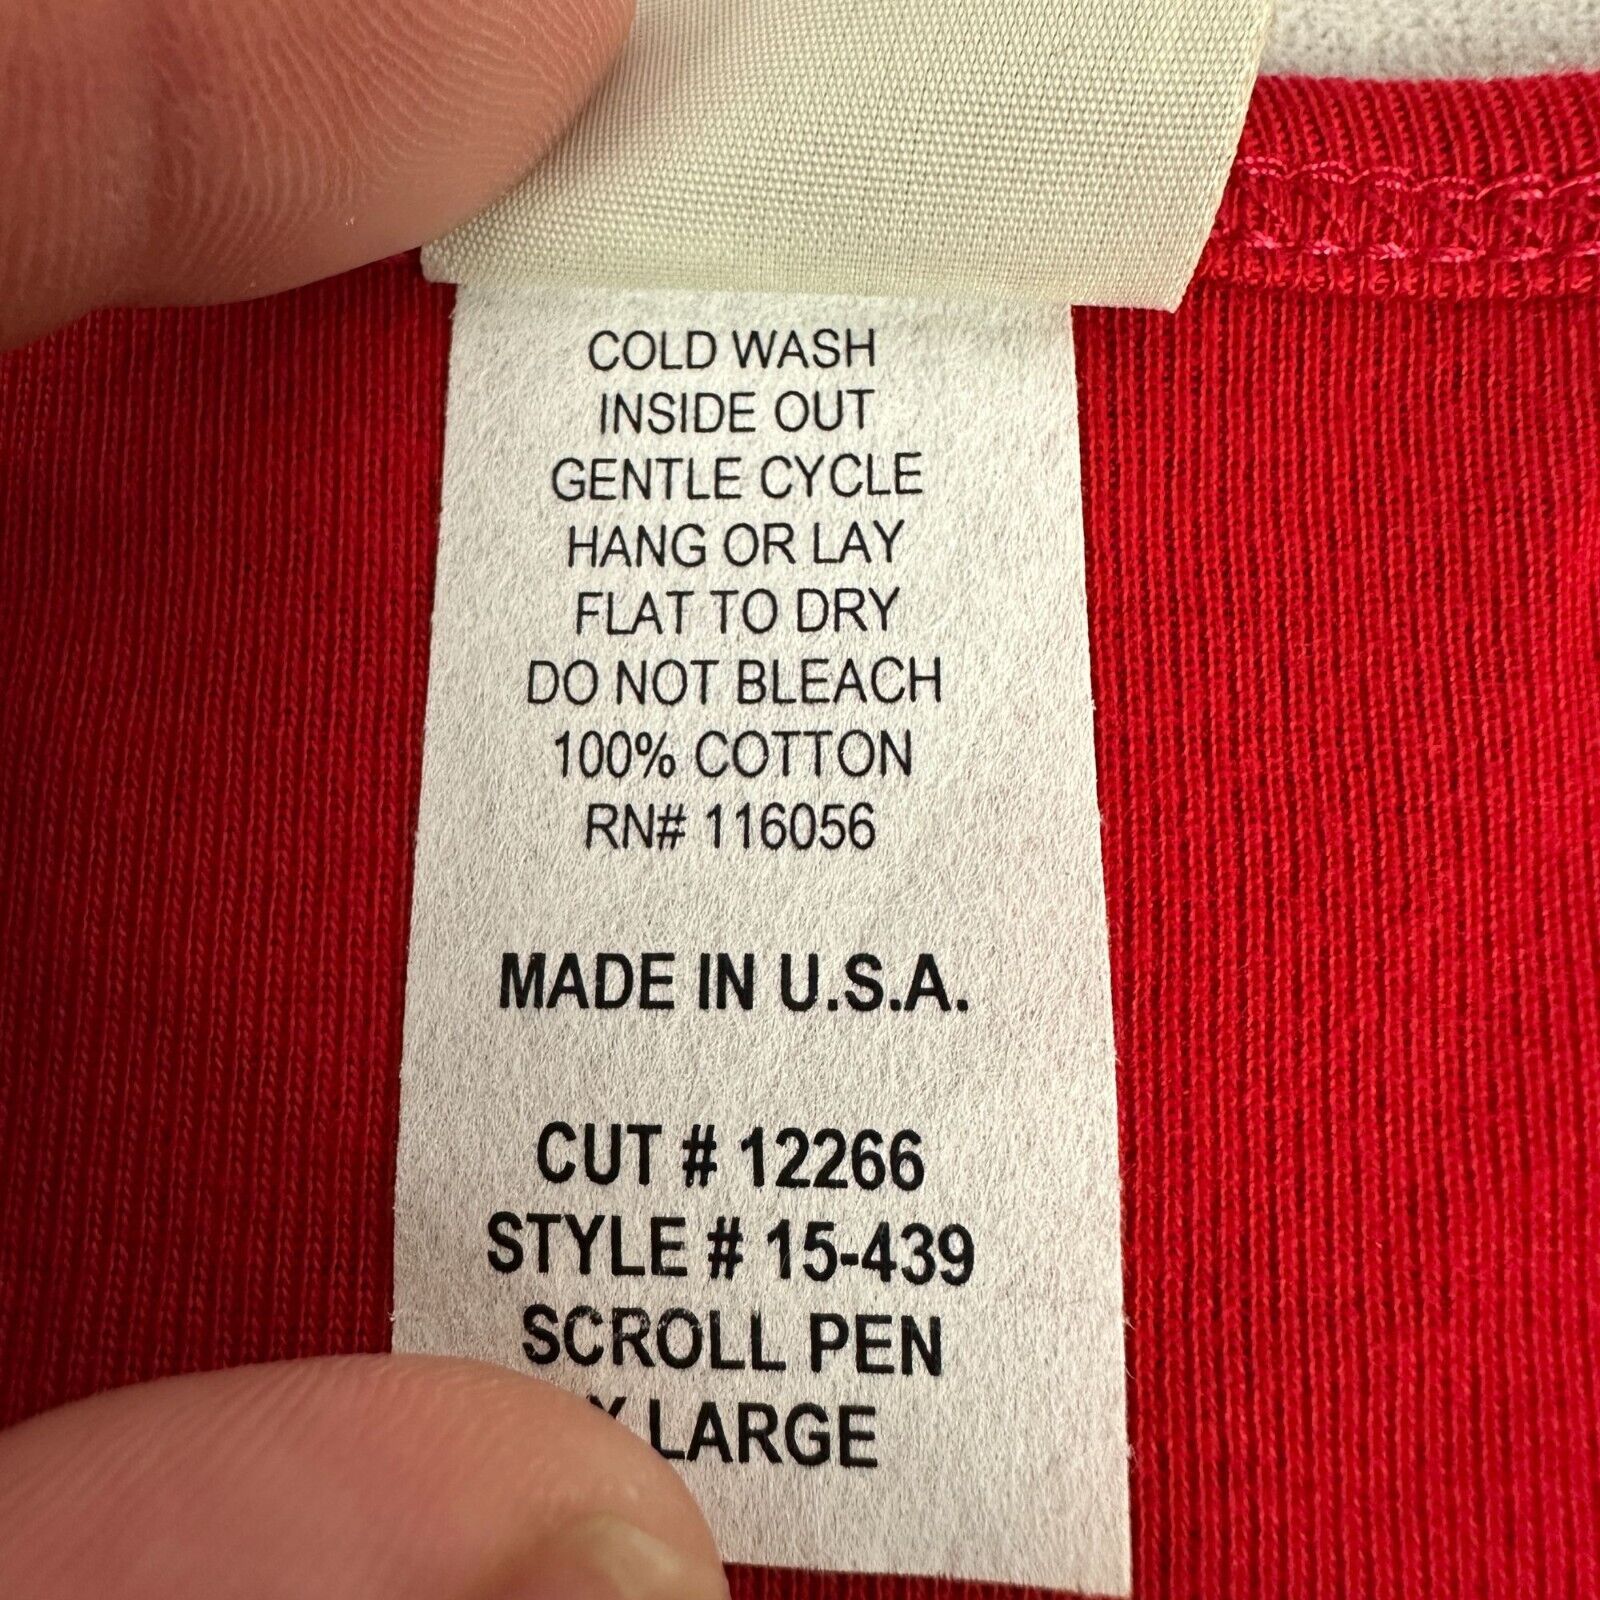 COLD WASH
INSIDE OUT
GENTLE CYCLE
HANG OR LAY
FLAT TO DRY
DO NOT BLEACH
100% COTTON
RN# 116056
MADE IN U.S.A.
CUT # 12266
STYLE # 15-439
SCROLL PEN
LARGE